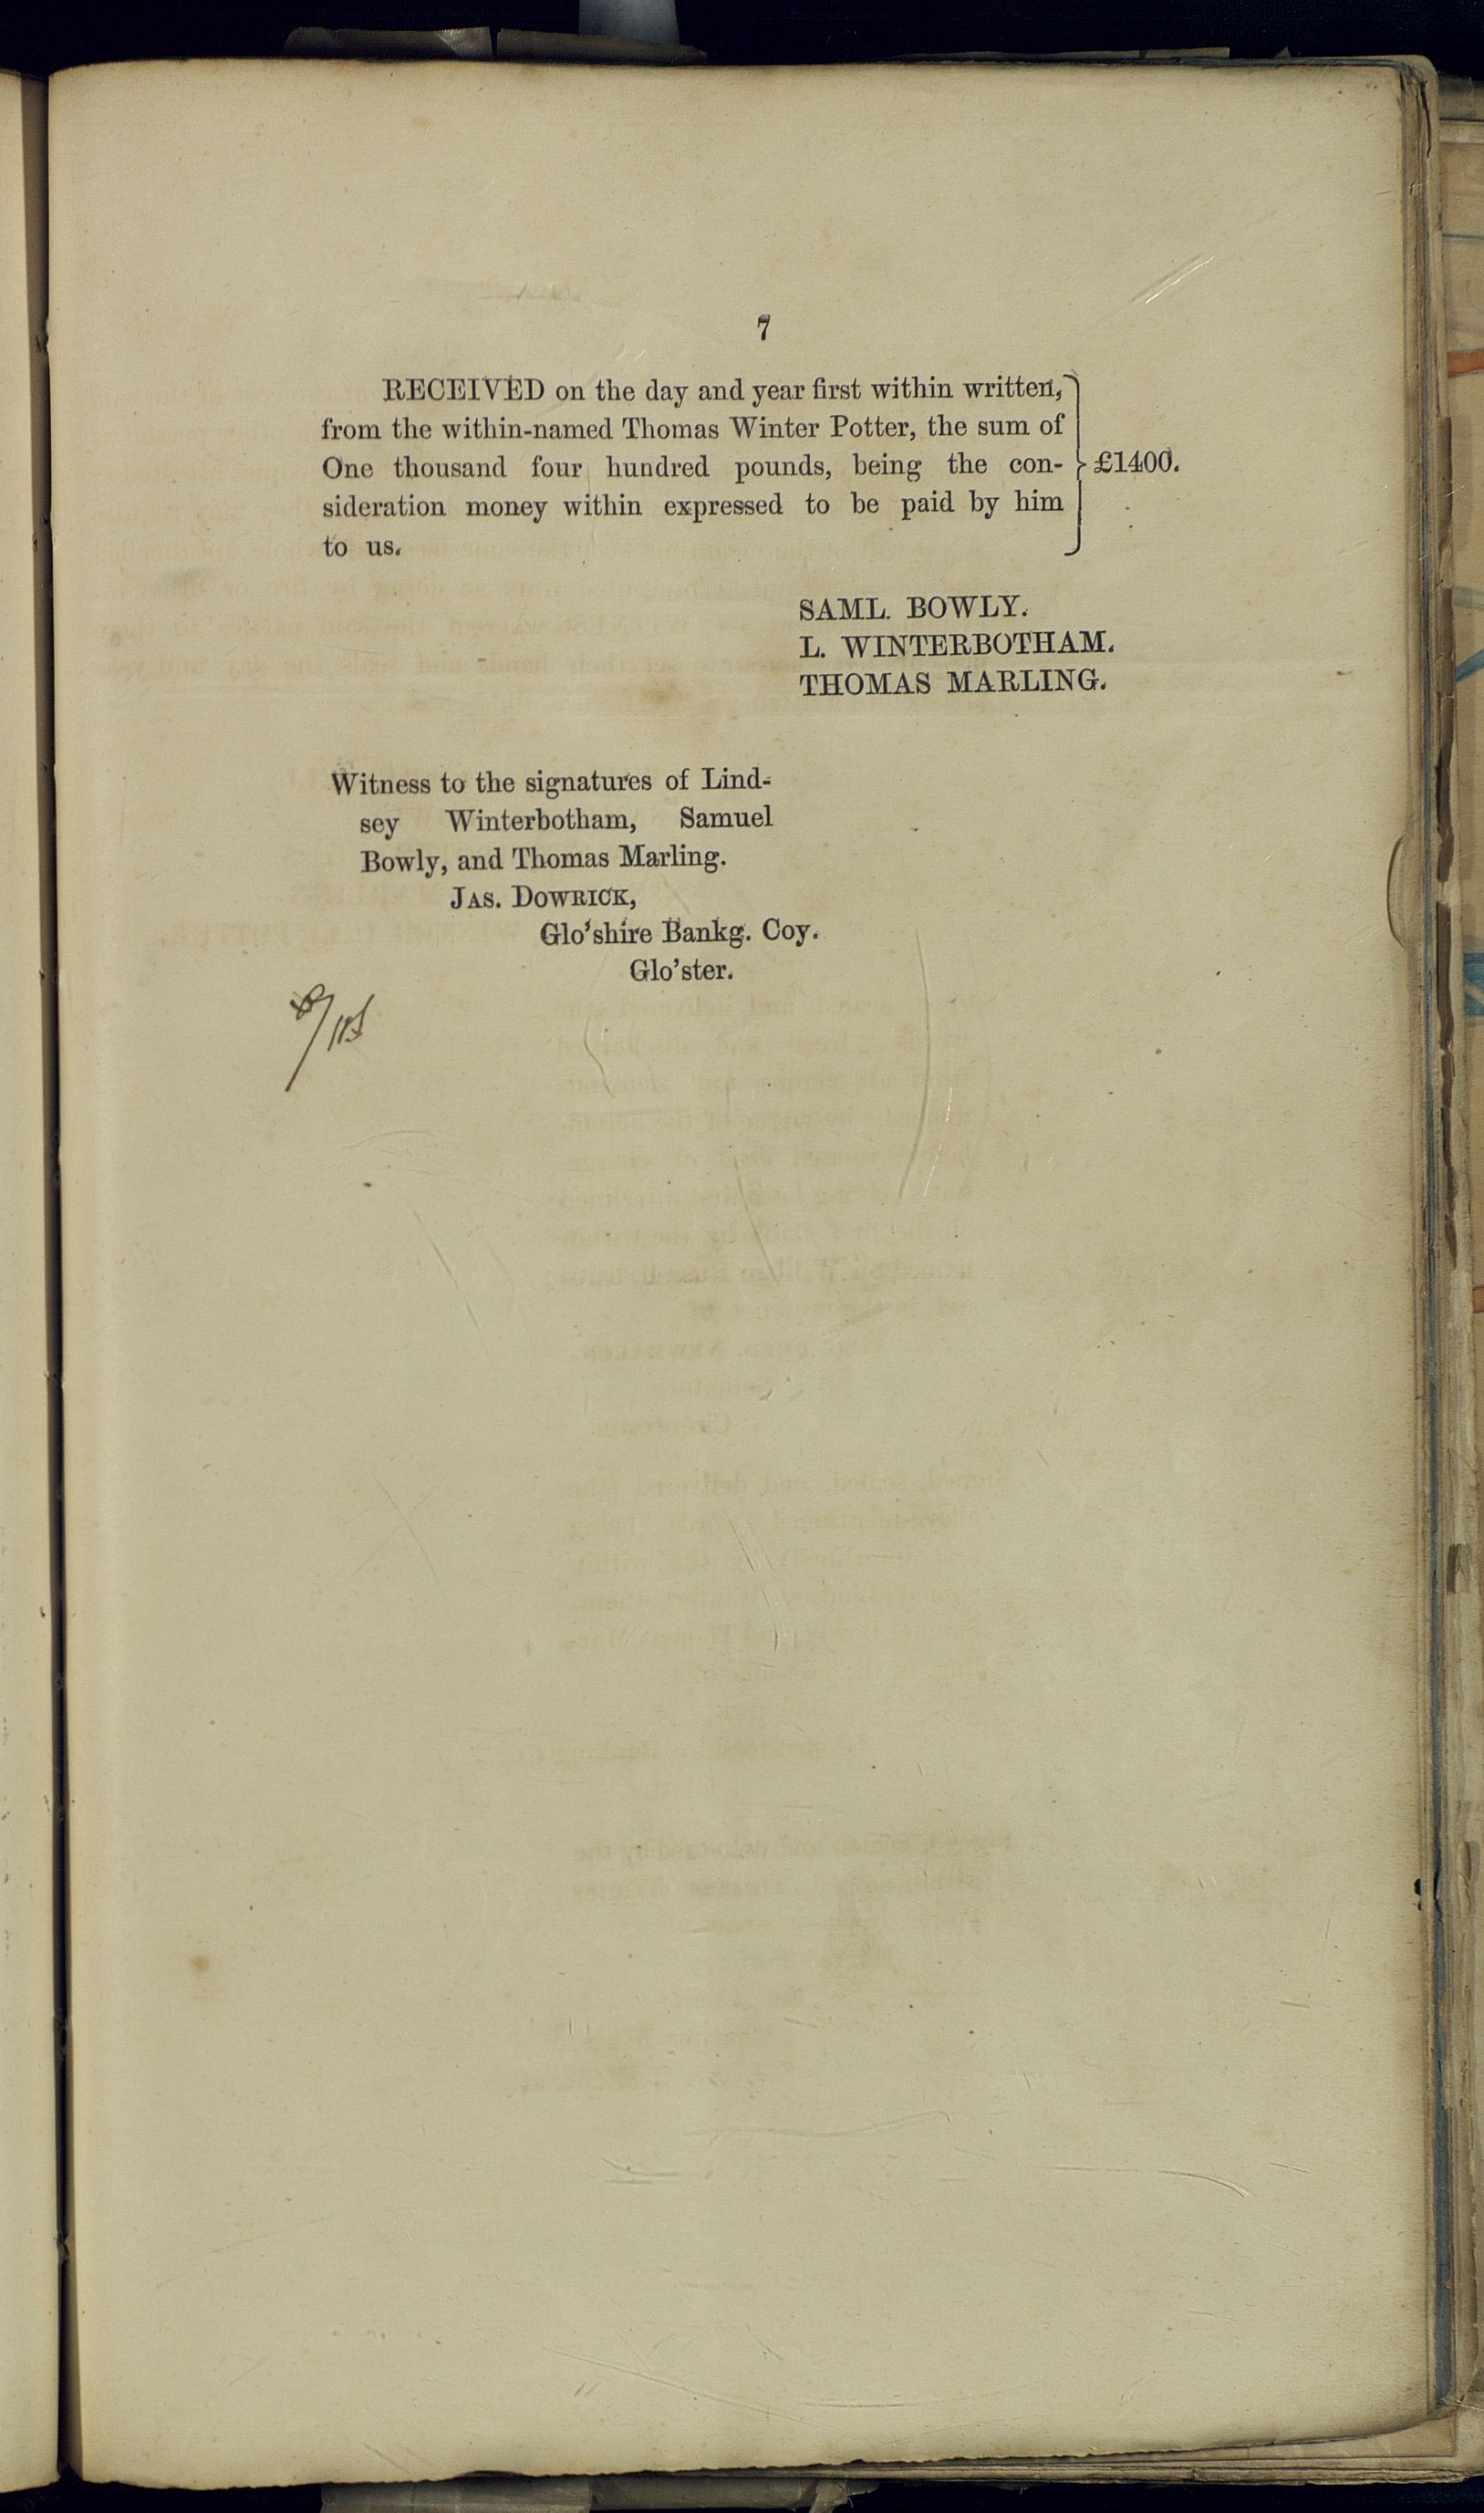 7
RECEIVED on the day and year first within written,
from the within-named Thomas Winter Potter, the sum of
One thousand four hundred pounds, being the con-
sideration money within expressed to be paid by him
to us.
£1400.
SAML. BOWLY.
L. WINTERBOTHAM.
THOMAS MARLING.
Witness to the signatures of Lind-
sey Winterbotham, Samuel
Bowly, and Thomas Marling.
JAS. DOWRICK,
Glo'shire Bankg. Coy.
Glo'ster.